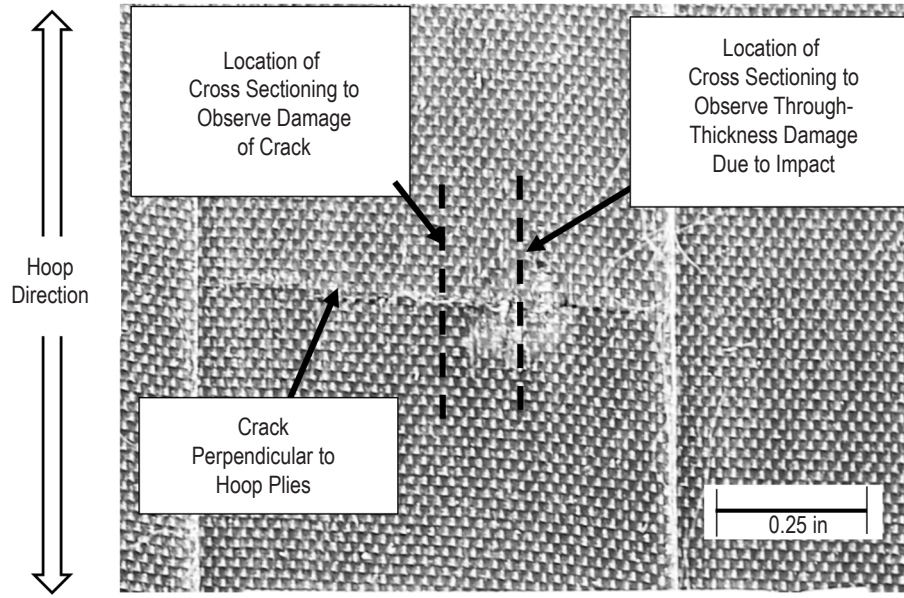 Location of
Cross Sectioning to
Observe Damage
of Crack
Location of
Cross Sectioning to
Observe Through-
Thickness Damage
Due to Impact
Hoop
Direction
Crack
Perpendicular to
Hoop Plies
0.25 in